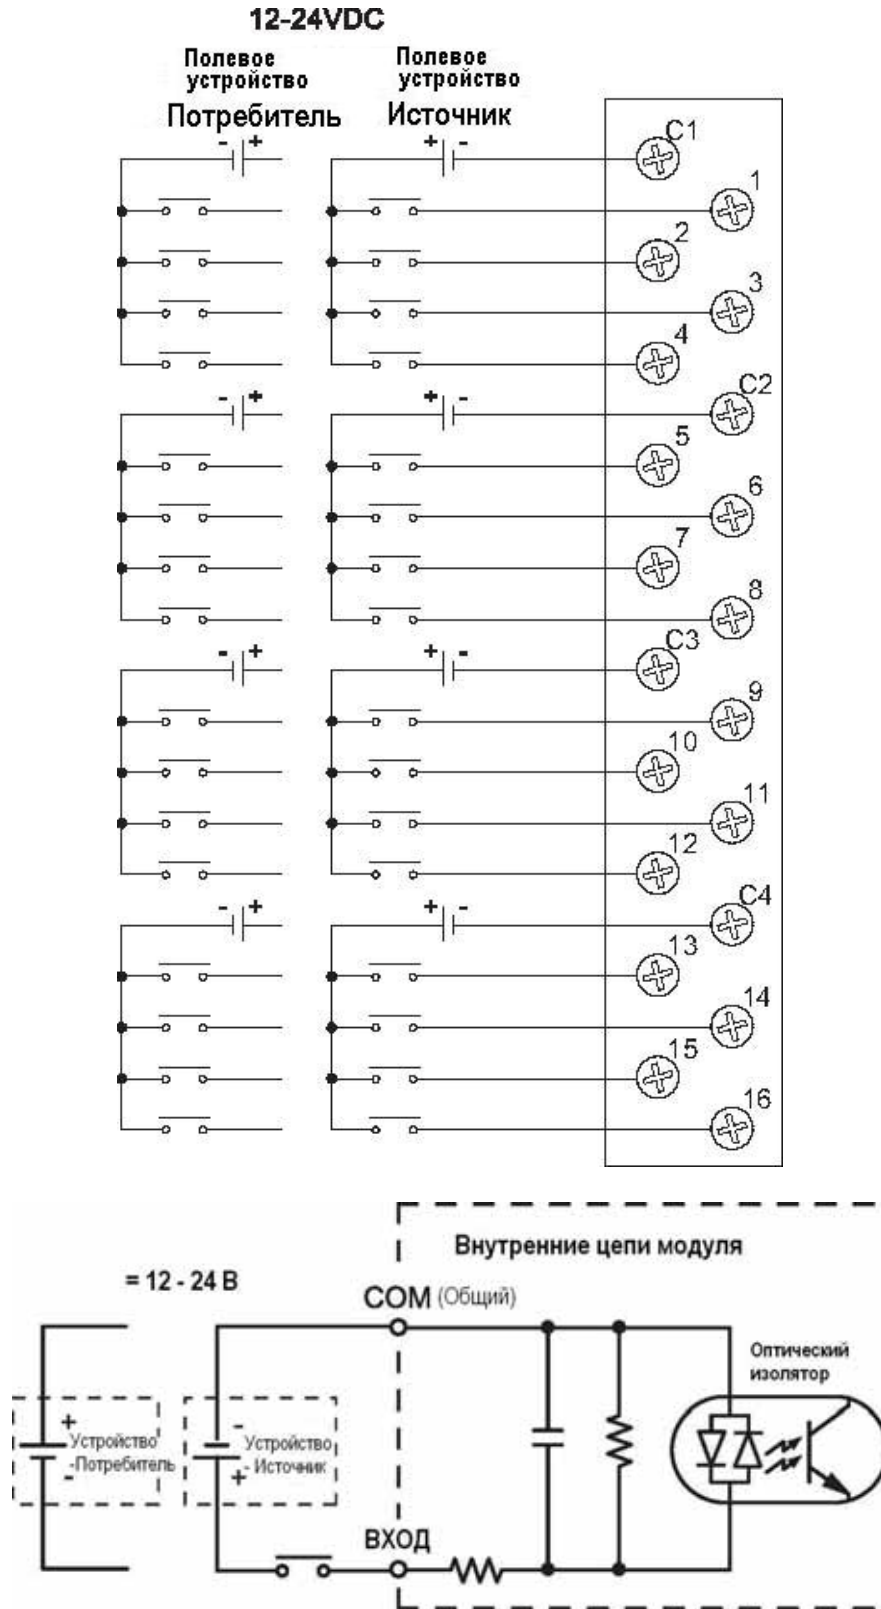 12-24VDC
Полевое
устройство
Потребитель
Полевое
устройство
Источник
- +
+ -
C1
1
2
3
4
- +
+ -
C2
5
6
7
8
- +
+ -
C3
9
10
11
12
- +
+ -
C4
13
14
15
16
Внутренние цепи модуля
= 12 - 24 В
COM (Общий)
Оптический
изолятор
+
Устройство
-Потребитель
-
-
Устройство
- Источник
+
ВХОД